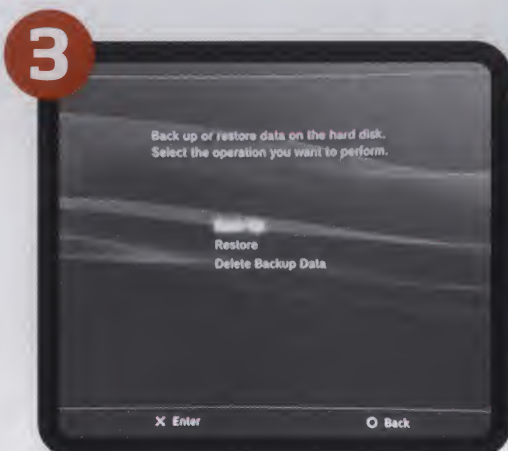 3
Back up or restore data on the hard disk.
Select the operation you want to perform.
Restore
Delete Backup Data
X Enter
O Back